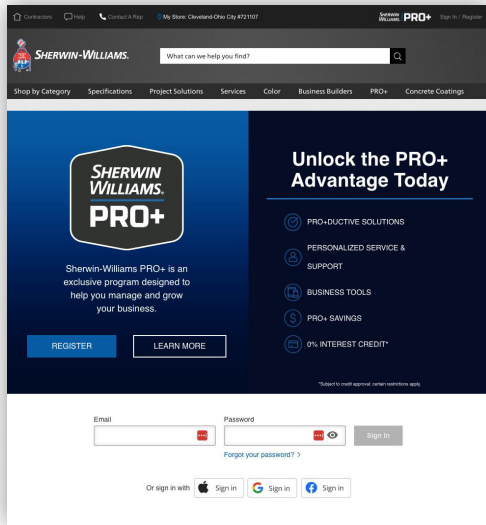 Contractors Help Contact A Rep My Store: Cleveland-Ohio City #721107 SHERWIN WILLIAMS. PRO+ Sign In / Register
SHERWIN-WILLIAMS. What can we help you find?
Shop by Category Specifications Project Solutions Services Color Business Builders PRO+ Concrete Coatings
SHERWIN
WILLIAMS.
PRO+
Sherwin-Williams PRO+ is an
exclusive program designed to
help you manage and grow
your business.
REGISTER LEARN MORE
Unlock the PRO+
Advantage Today
PRO+DUCTIVE SOLUTIONS
PERSONALIZED SERVICE &
SUPPORT
BUSINESS TOOLS
PRO+ SAVINGS
0% INTEREST CREDIT*
*Subject to credit approval; certain restrictions apply.
Email Password
Sign In
Forgot your password? >
Or sign in with Sign in Sign in Sign in